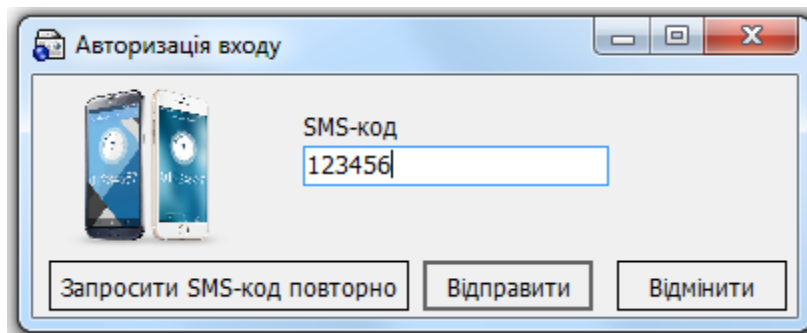 Авторизація входу
SMS-код
123456
Запросити SMS-код повторно
Відправити
Відмінити